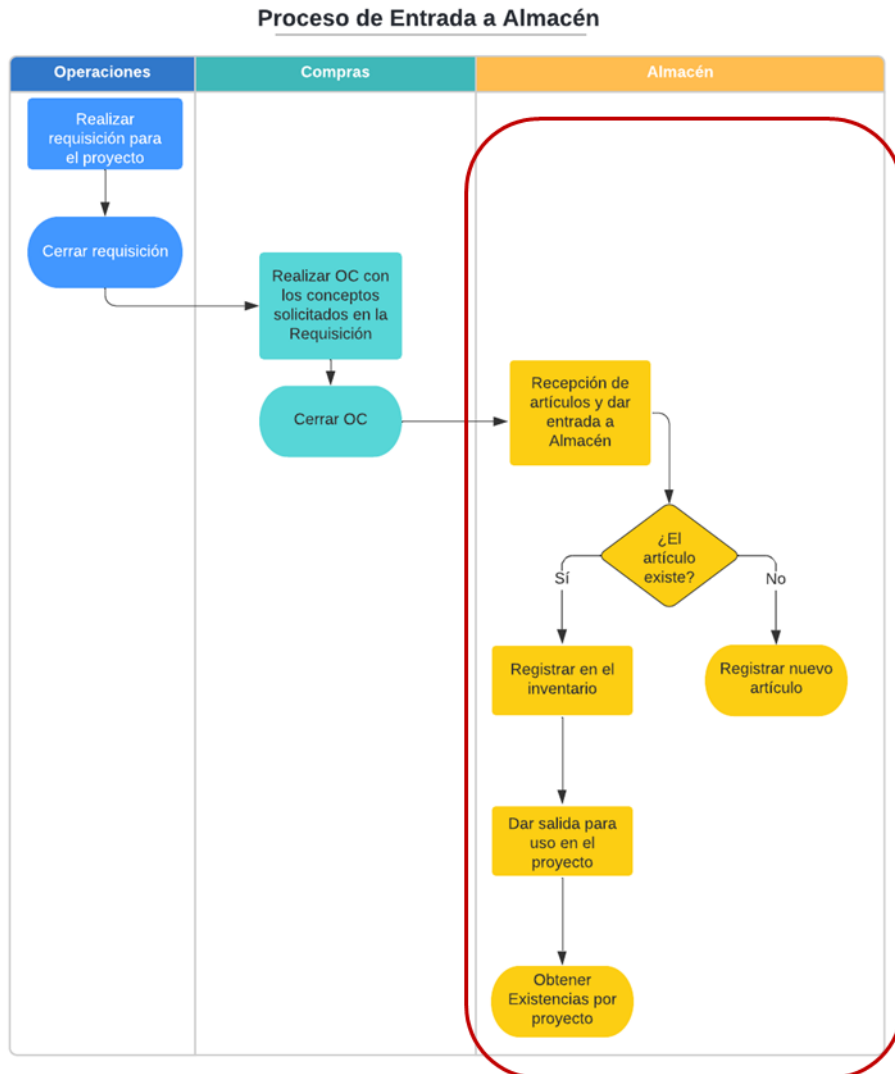 Proceso de Entrada a Almacén
Operaciones
Compras
Almacén
Realizar
requisición para
el proyecto
Cerrar requisición
Realizar OC con
los conceptos
solicitados en la
Requisición
Cerrar OC
Recepción de
artículos y dar
entrada a
Almacén
¿El
artículo
existe?
Sí
No
Registrar en el
inventario
Registrar nuevo
artículo
Dar salida para
uso en el
proyecto
Obtener
Existencias por
proyecto